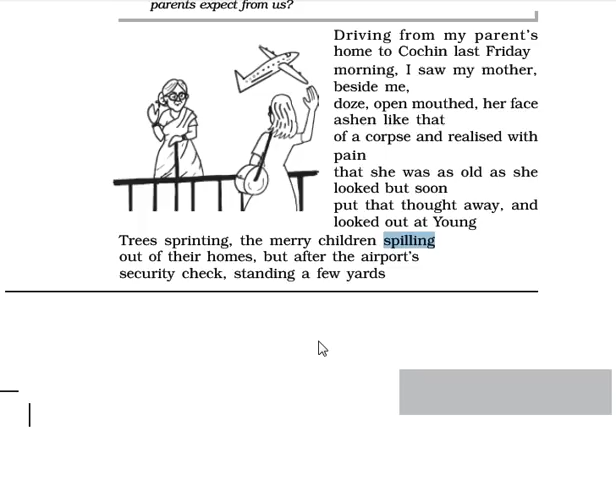 parents expect from us?
Driving from my parent's
home to Cochin last Friday
morning, I saw my mother,
beside me,
doze, open mouthed, her face
ashen like that
of a corpse and realised with
pain
that she was as old as she
looked but soon
put that thought away, and
looked out at Young
Trees sprinting, the merry children spilling
out of their homes, but after the airport's
security check, standing a few yards